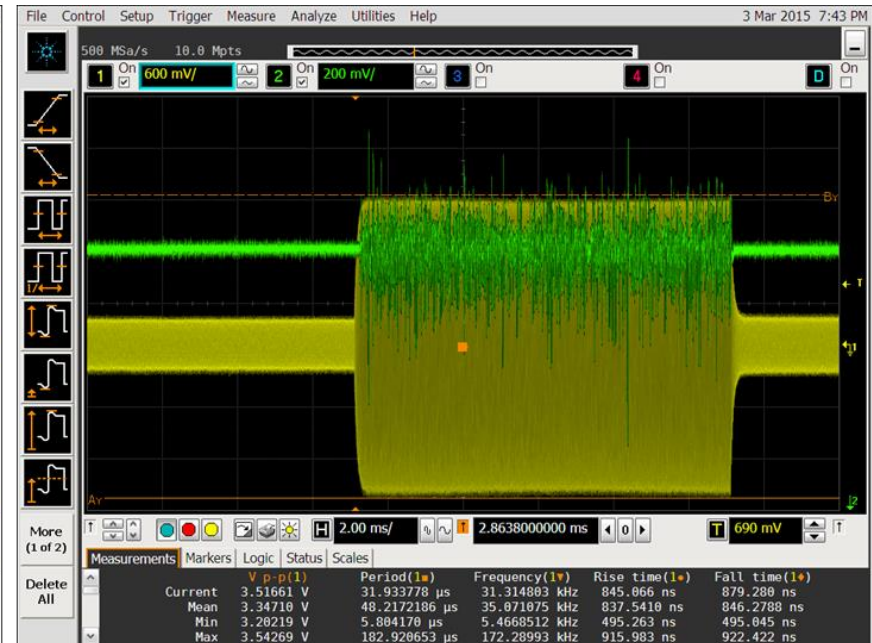 File Control Setup Trigger Measure Analyze Utilities Help 3 Mar 2015 7:43 PM
500 MSa/s 10.0 Mpts
1 On 600 mV/ 2 On 200 mV/ 3 On 4 On D On
By
T
1
Ay
2
More
(1 of 2)
Delete
All
H 2.00 ms/ T 2.8638000000 ms 0 T 690 mV
Measurements Markers Logic Status Scales
V p-p(1) Period(1■) Frequency(1▼) Rise time(1●) Fall time(1♦)
Current 3.51661 V 31.933778 µs 31.314803 kHz 845.066 ns 879.280 ns
Mean 3.34710 V 48.2172186 µs 35.071075 kHz 837.5410 ns 846.2788 ns
Min 3.20219 V 5.804170 µs 5.4668512 kHz 495.263 ns 495.045 ns
Max 3.54269 V 182.920653 µs 172.28993 kHz 915.983 ns 922.422 ns